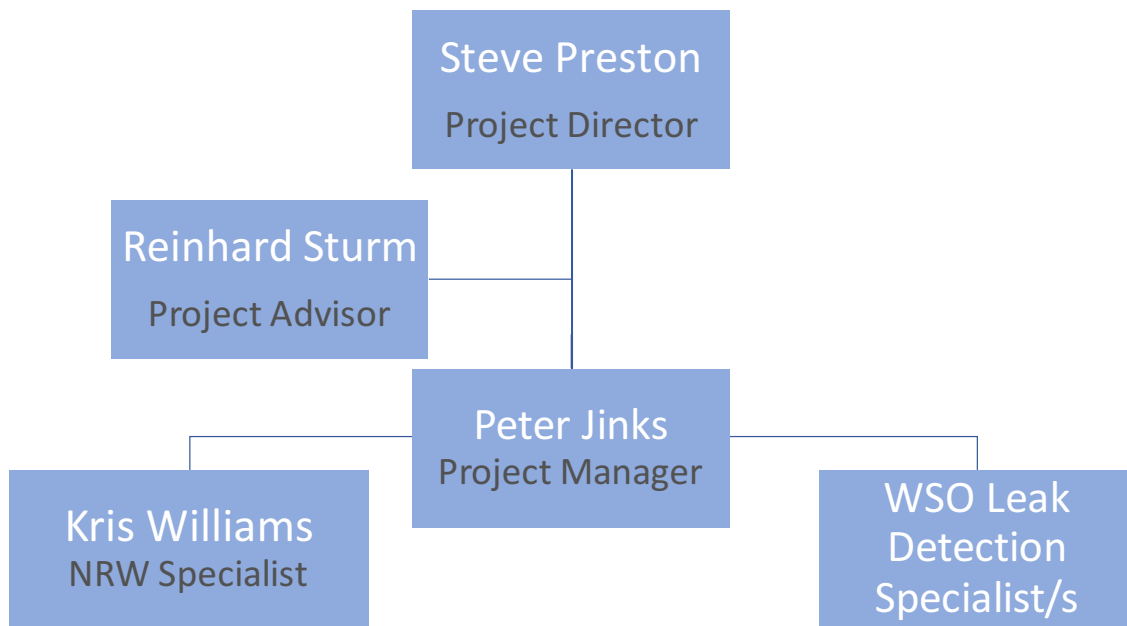 Steve Preston
Project Director
Reinhard Sturm
Project Advisor
Peter Jinks
Project Manager
Kris Williams
NRW Specialist
WSO Leak
Detection
Specialist/s